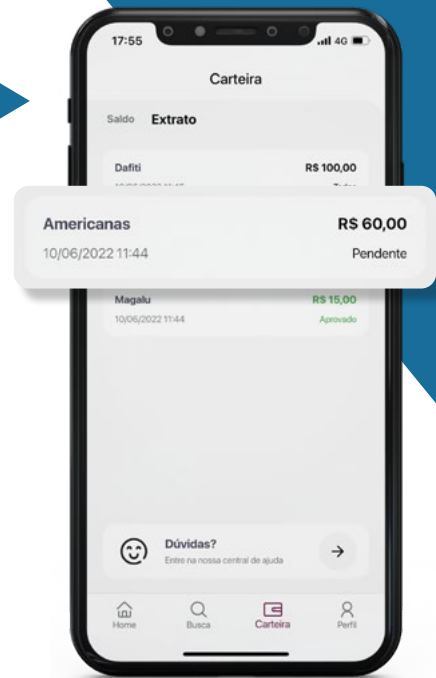 17:55
4G
Carteira
Saldo Extrato
Dafiti R$ 100,00
Americanas R$ 60,00
10/06/2022 11:44 Pendente
Magalu R$ 15,00
10/06/2022 11:44 Aprovado
Dúvidas?
Entre na nossa central de ajuda
Home Busca Carteira Perfil